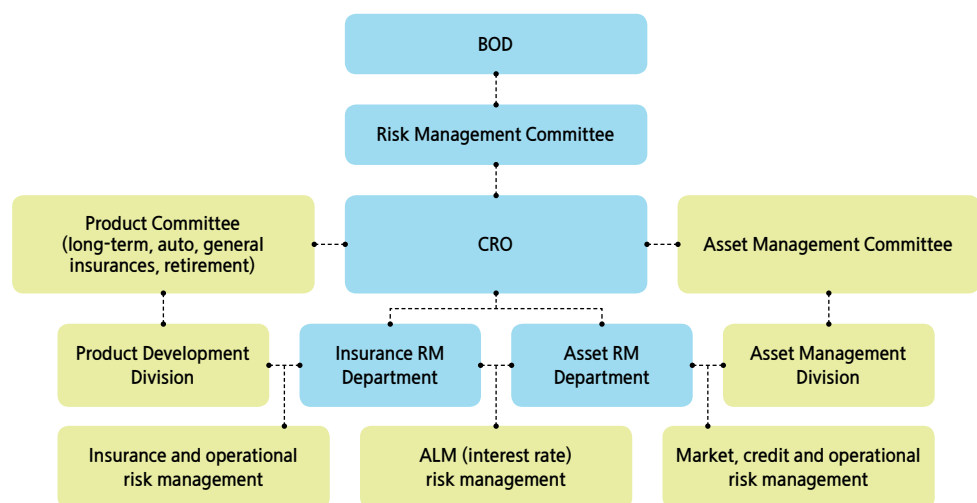 BOD
Risk Management Committee
Product Committee
(long-term, auto, general
insurances, retirement)
CRO
Asset Management Committee
Product Development
Division
Insurance RM
Department
Asset RM
Department
Asset Management
Division
Insurance and operational
risk management
ALM (interest rate)
risk management
Market, credit and operational
risk management